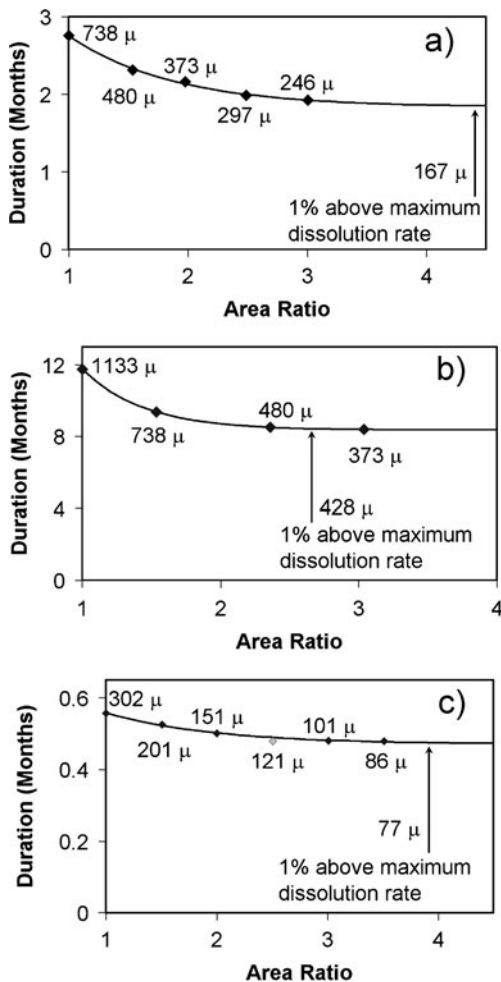 a)
Duration (Months)
3
2
1
0
738 μ
480 μ
373 μ
297 μ
246 μ
167 μ
1% above maximum
dissolution rate
1 2 3 4
Area Ratio
b)
Duration (Months)
12
8
4
0
1133 μ
738 μ
480 μ
373 μ
428 μ
1% above maximum
dissolution rate
1 2 3 4
Area Ratio
c)
Duration (Months)
0.6
0.4
0.2
0
302 μ
201 μ
151 μ
121 μ
101 μ
86 μ
77 μ
1% above maximum
dissolution rate
1 2 3 4
Area Ratio